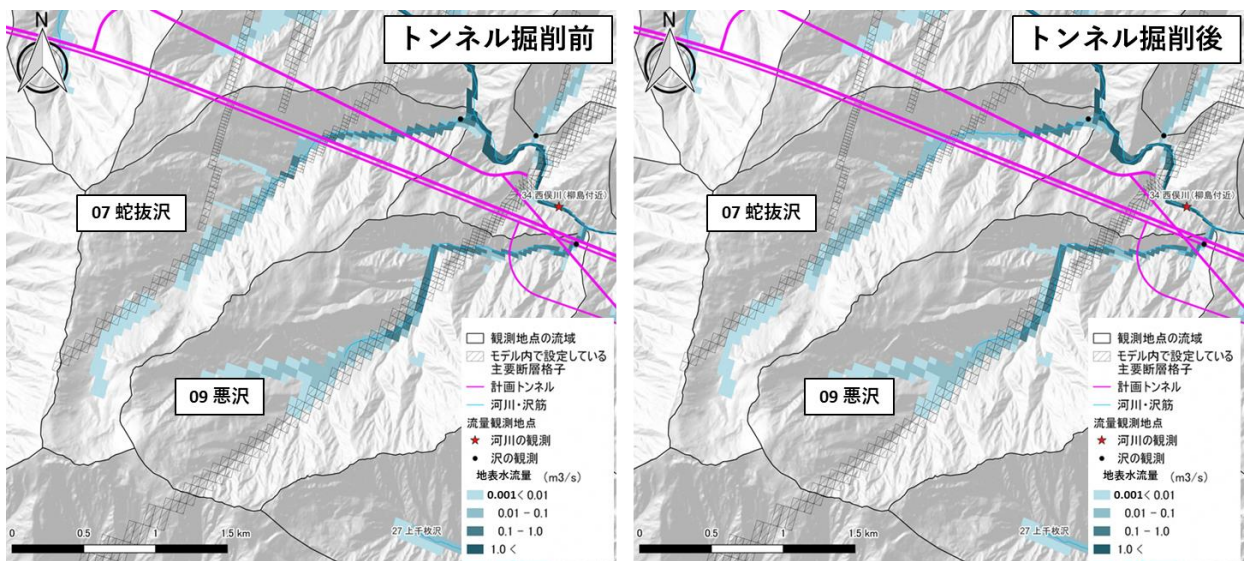 トンネル掘削前
N
07 蛇抜沢
34 西俣川(柳島付近)
09 悪沢
観測地点の流域
モデル内で設定している
主要断層格子
計画トンネル
河川・沢筋
流量観測地点
河川の観測
沢の観測
地表水流量 (m3/s)
0.001< 0.01
0.01 - 0.1
0.1 - 1.0
1.0 <
27 上千枚沢
0 0.5 1 1.5 km
トンネル掘削後
N
07 蛇抜沢
34 西俣川(柳島付近)
09 悪沢
観測地点の流域
モデル内で設定している
主要断層格子
計画トンネル
河川・沢筋
流量観測地点
河川の観測
沢の観測
地表水流量 (m3/s)
0.001< 0.01
0.01 - 0.1
0.1 - 1.0
1.0 <
27 上千枚沢
0 0.5 1 1.5 km